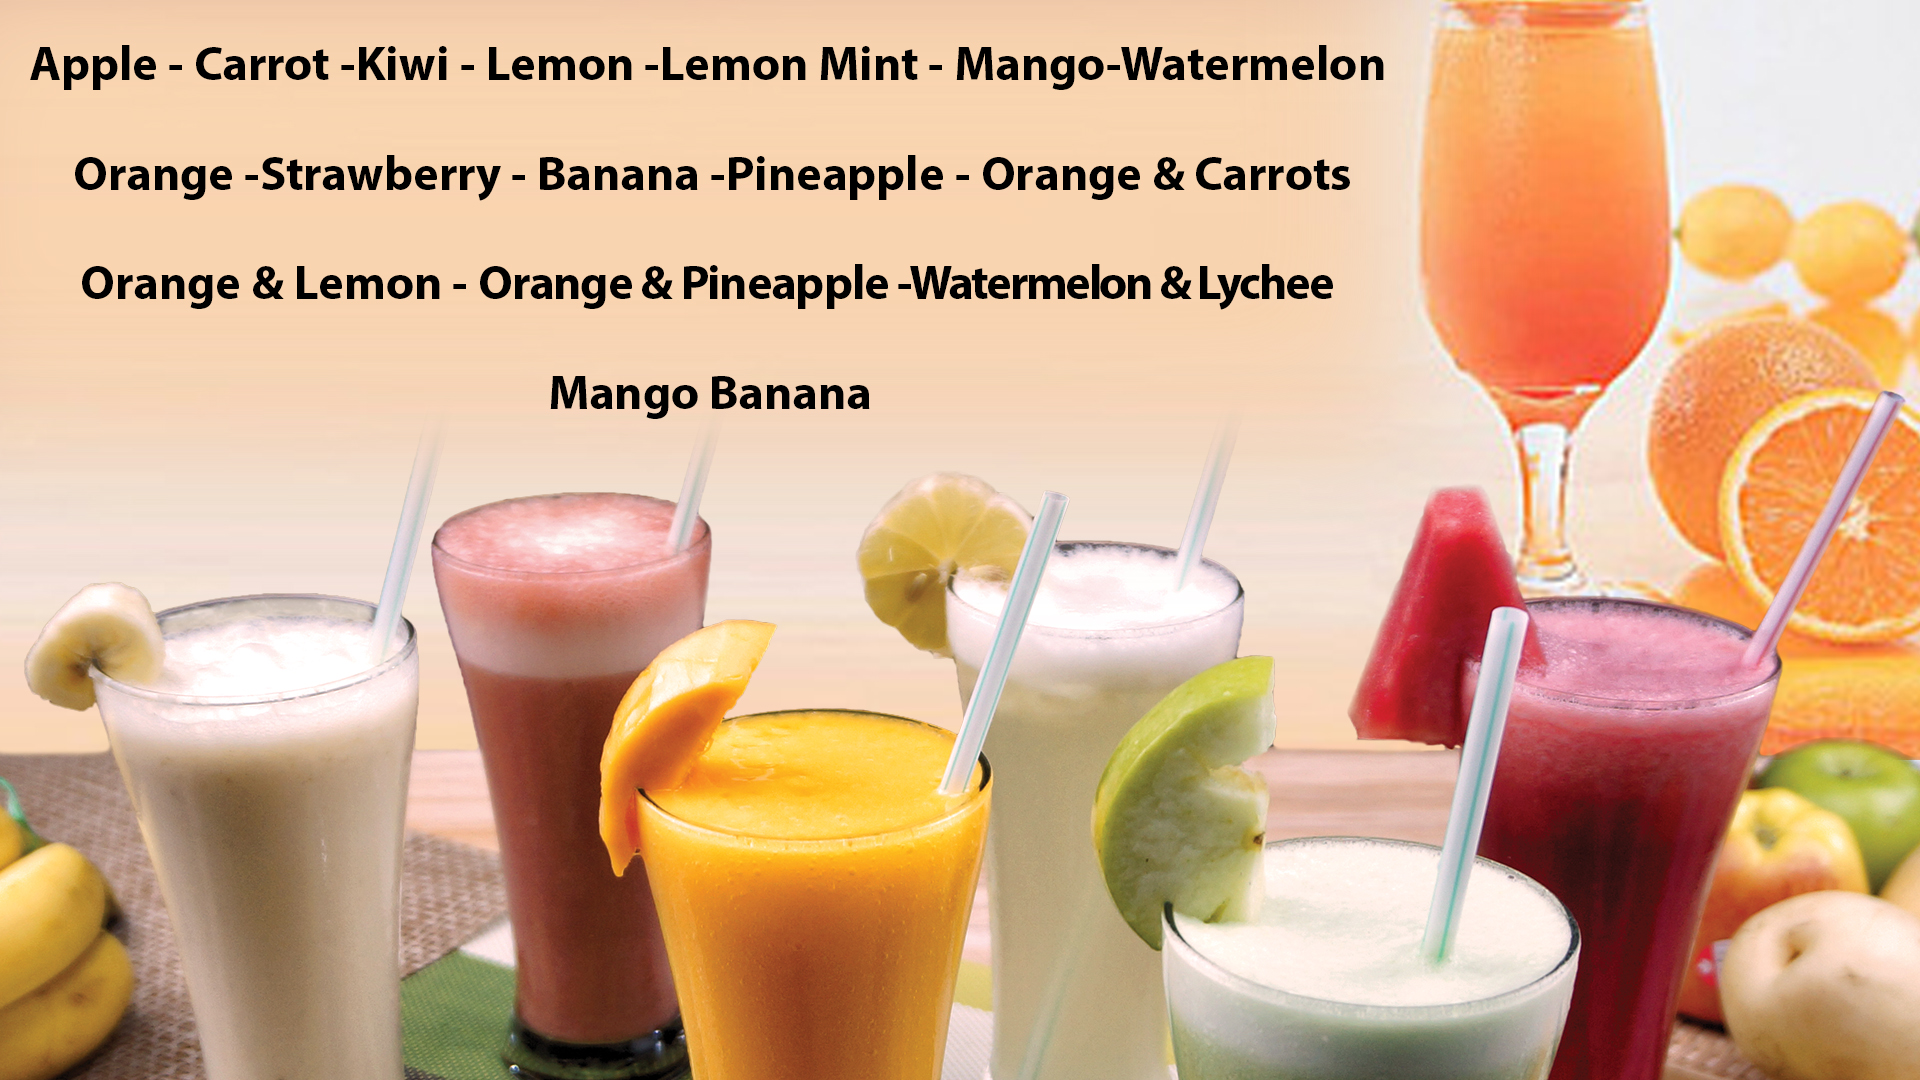 Apple - Carrot -Kiwi - Lemon -Lemon Mint - Mango-Watermelon
Orange -Strawberry - Banana -Pineapple - Orange & Carrots
Orange & Lemon - Orange & Pineapple -Watermelon & Lychee
Mango Banana